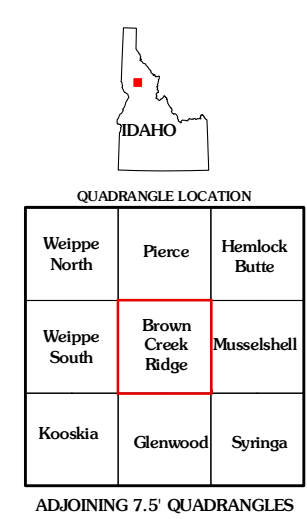 IDAHO
QUADRANGLE LOCATION
Weippe
North
Pierce
Hemlock
Butte
Weippe
South
Brown
Creek
Ridge
Musselshell
Kooskia
Glenwood
Syringa
ADJOINING 7.5' QUADRANGLES